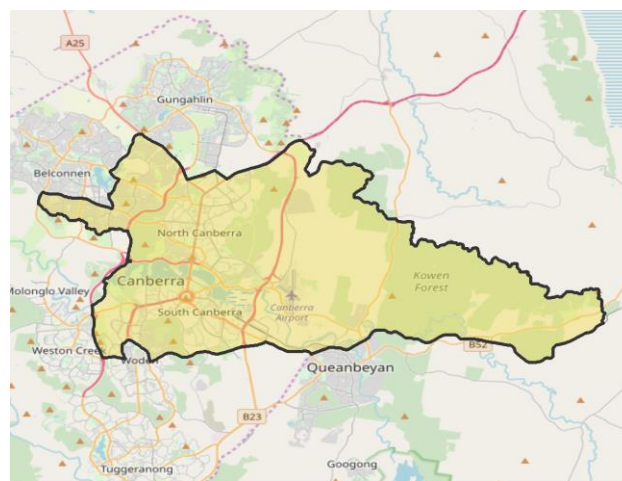 A25
Gungahlin
Belconnen
North Canberra
Kowen
Forest
Canberra
Molonglo Valley
South Canberra
Canberra
Airport
Weston Creek
Woden
B52
Queanbeyan
B23
Tuggeranong
Googong